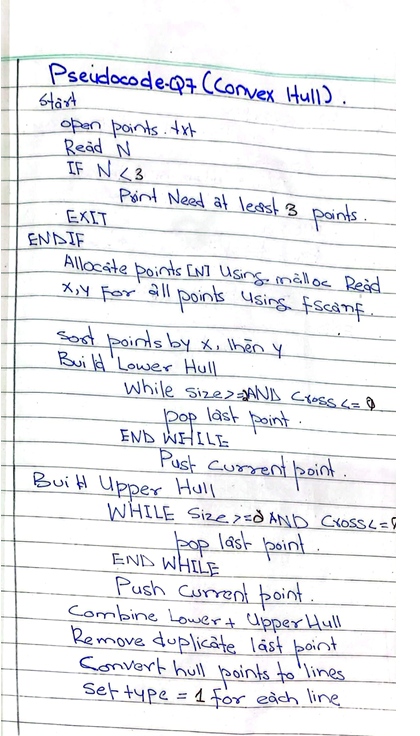 Pseudocode-Q7 (Convex Hull).
Start
open points.txt
Read N
IF N <3
Print Need at least 3 points.
EXIT
ENDIF
Allocate points [N] Using malloc Read
x,y For all points Using fscanf.
Sort points by x, then y
Build Lower Hull
While size >=2 AND Cross <= 0
pop last point.
END WHILE
Push Current point.
Build Upper Hull
WHILE Size >=2 AND Cross <= 0
pop last point.
END WHILE
Push Current point.
Combine Lower + Upper Hull
Remove duplicate last point
Convert hull points to lines
Set type = 1 for each line